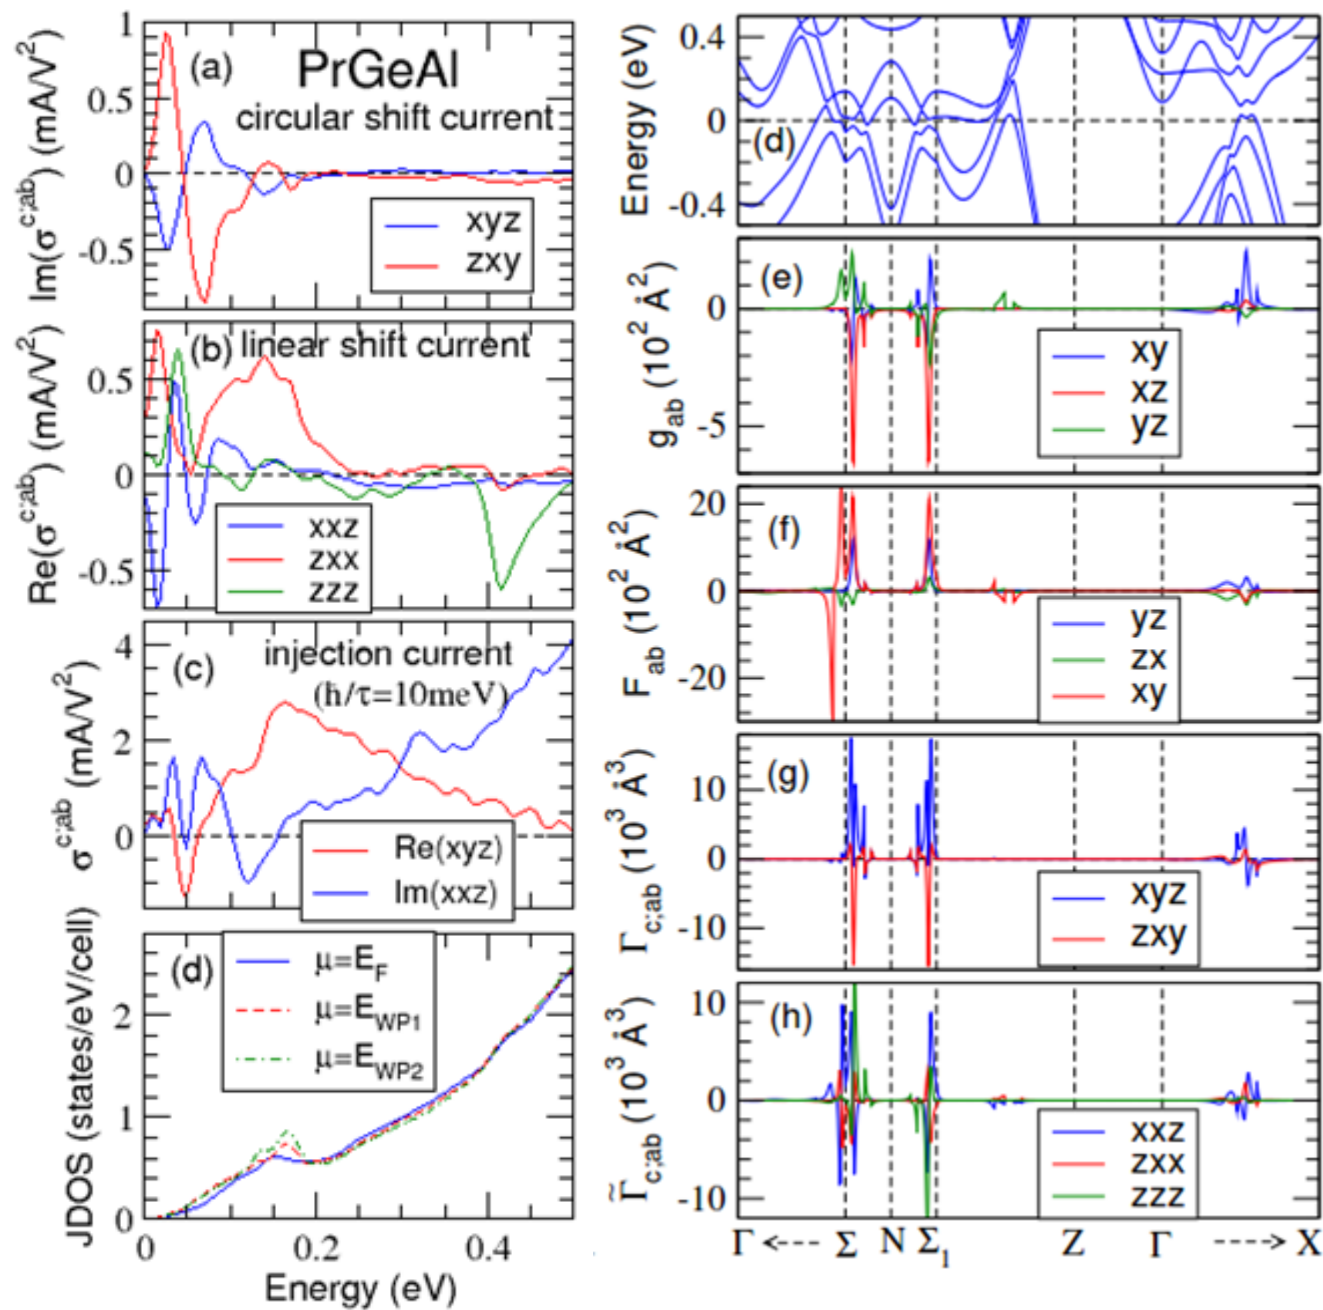 (a) PrGeAl
circular shift current
Im(σ^c;ab) (mA/V²)
1
0.5
0
-0.5
xyz
zxy
(b) linear shift current
Re(σ^c;ab) (mA/V²)
0.5
0
-0.5
xxz
zxx
zzz
(c) injection current
(ħ/τ=10meV)
σ^c;ab (mA/V²)
4
2
0
Re(xyz)
Im(xxz)
(d)
JDOS (states/eV/cell)
2
1
0
μ=E_F
μ=E_WP1
μ=E_WP2
0 0.2 0.4
Energy (eV)
Energy (eV)
0.4
0
-0.4
(d)
(e)
g_ab (10² Å²)
0
-5
xy
xz
yz
(f)
F_ab (10² Å²)
20
0
-20
yz
zx
xy
(g)
Γ_c;ab (10³ Å³)
10
0
-10
xyz
zxy
(h)
Γ̃_c;ab (10³ Å³)
10
0
-10
xxz
zxx
zzz
Γ <---- Σ N Σ₁ Z Γ ----> X